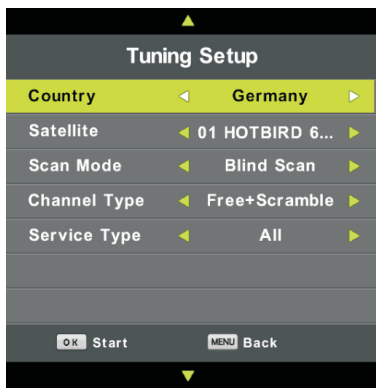 Tuning Setup
Country Germany
Satellite 01 HOTBIRD 6...
Scan Mode Blind Scan
Channel Type Free+Scramble
Service Type All
OK Start MENU Back